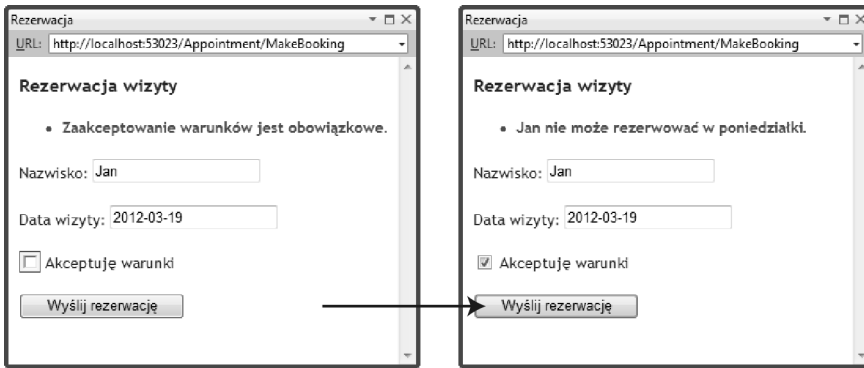 Rezerwacja
URL: http://localhost:53023/Appointment/MakeBooking
Rezerwacja wizyty
• Zaakceptowanie warunków jest obowiązkowe.
Nazwisko: Jan
Data wizyty: 2012-03-19
Akceptuję warunki
Wyślij rezerwację
Rezerwacja
URL: http://localhost:53023/Appointment/MakeBooking
Rezerwacja wizyty
• Jan nie może rezerwować w poniedziałki.
Nazwisko: Jan
Data wizyty: 2012-03-19
Akceptuję warunki
Wyślij rezerwację